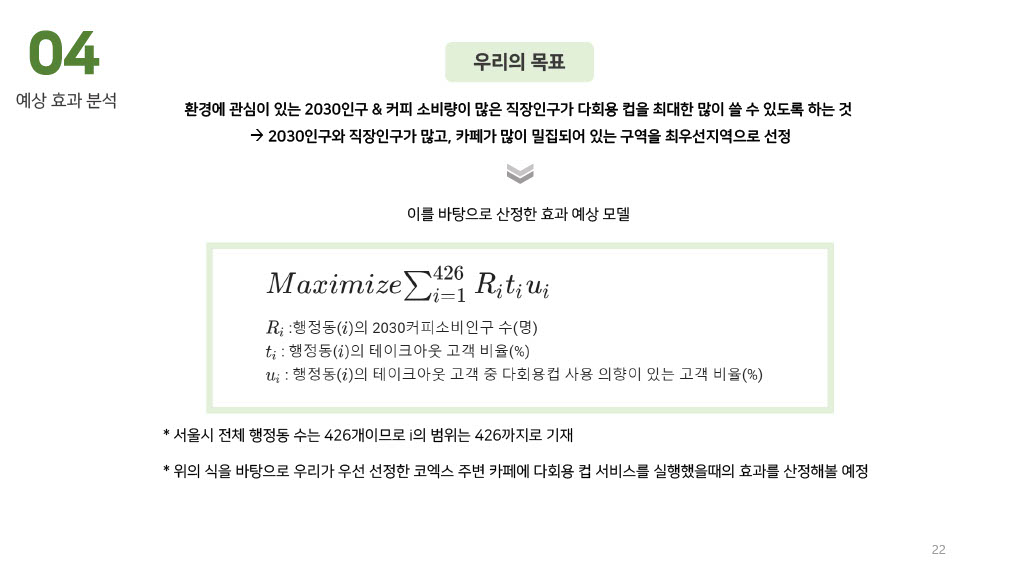 04
예상 효과 분석
우리의 목표
환경에 관심이 있는 2030인구 & 커피 소비량이 많은 직장인구가 다회용 컵을 최대한 많이 쓸 수 있도록 하는 것
→ 2030인구와 직장인구가 많고, 카페가 많이 밀집되어 있는 구역을 최우선지역으로 선정
이를 바탕으로 산정한 효과 예상 모델
$Maximize \sum_{i=1}^{426} R_i t_i u_i$
$R_i$ :행정동($i$)의 2030커피소비인구 수(명)
$t_i$ : 행정동($i$)의 테이크아웃 고객 비율(%)
$u_i$ : 행정동($i$)의 테이크아웃 고객 중 다회용컵 사용 의향이 있는 고객 비율(%)
* 서울시 전체 행정동 수는 426개이므로 i의 범위는 426까지로 기재
* 위의 식을 바탕으로 우리가 우선 선정한 코엑스 주변 카페에 다회용 컵 서비스를 실행했을때의 효과를 산정해볼 예정
22